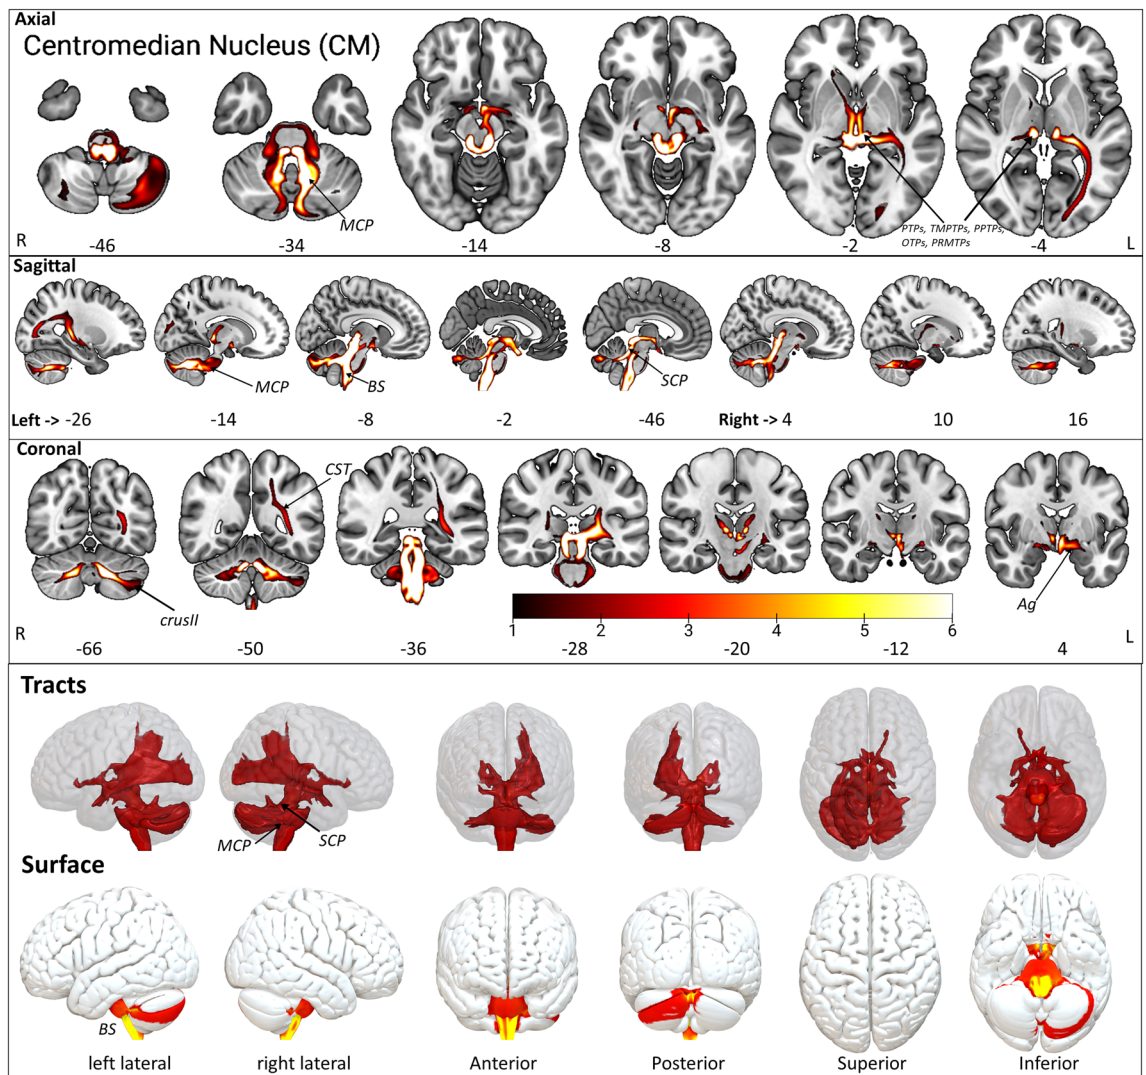 Axial
Centromedian Nucleus (CM)
MCP
PTPs, TMPTPs, PPTPs,
OTPs, PRMTPs
R -46 -34 -14 -8 -2 -4 L
Sagittal
MCP BS SCP
Left -> -26 -14 -8 -2 -46 Right -> 4 10 16
Coronal
CST
crusII Ag
1 2 3 4 5 6
R L
-66 -50 -36 -28 -20 -12 4
Tracts
MCP SCP
Surface
BS
left lateral right lateral Anterior Posterior Superior Inferior